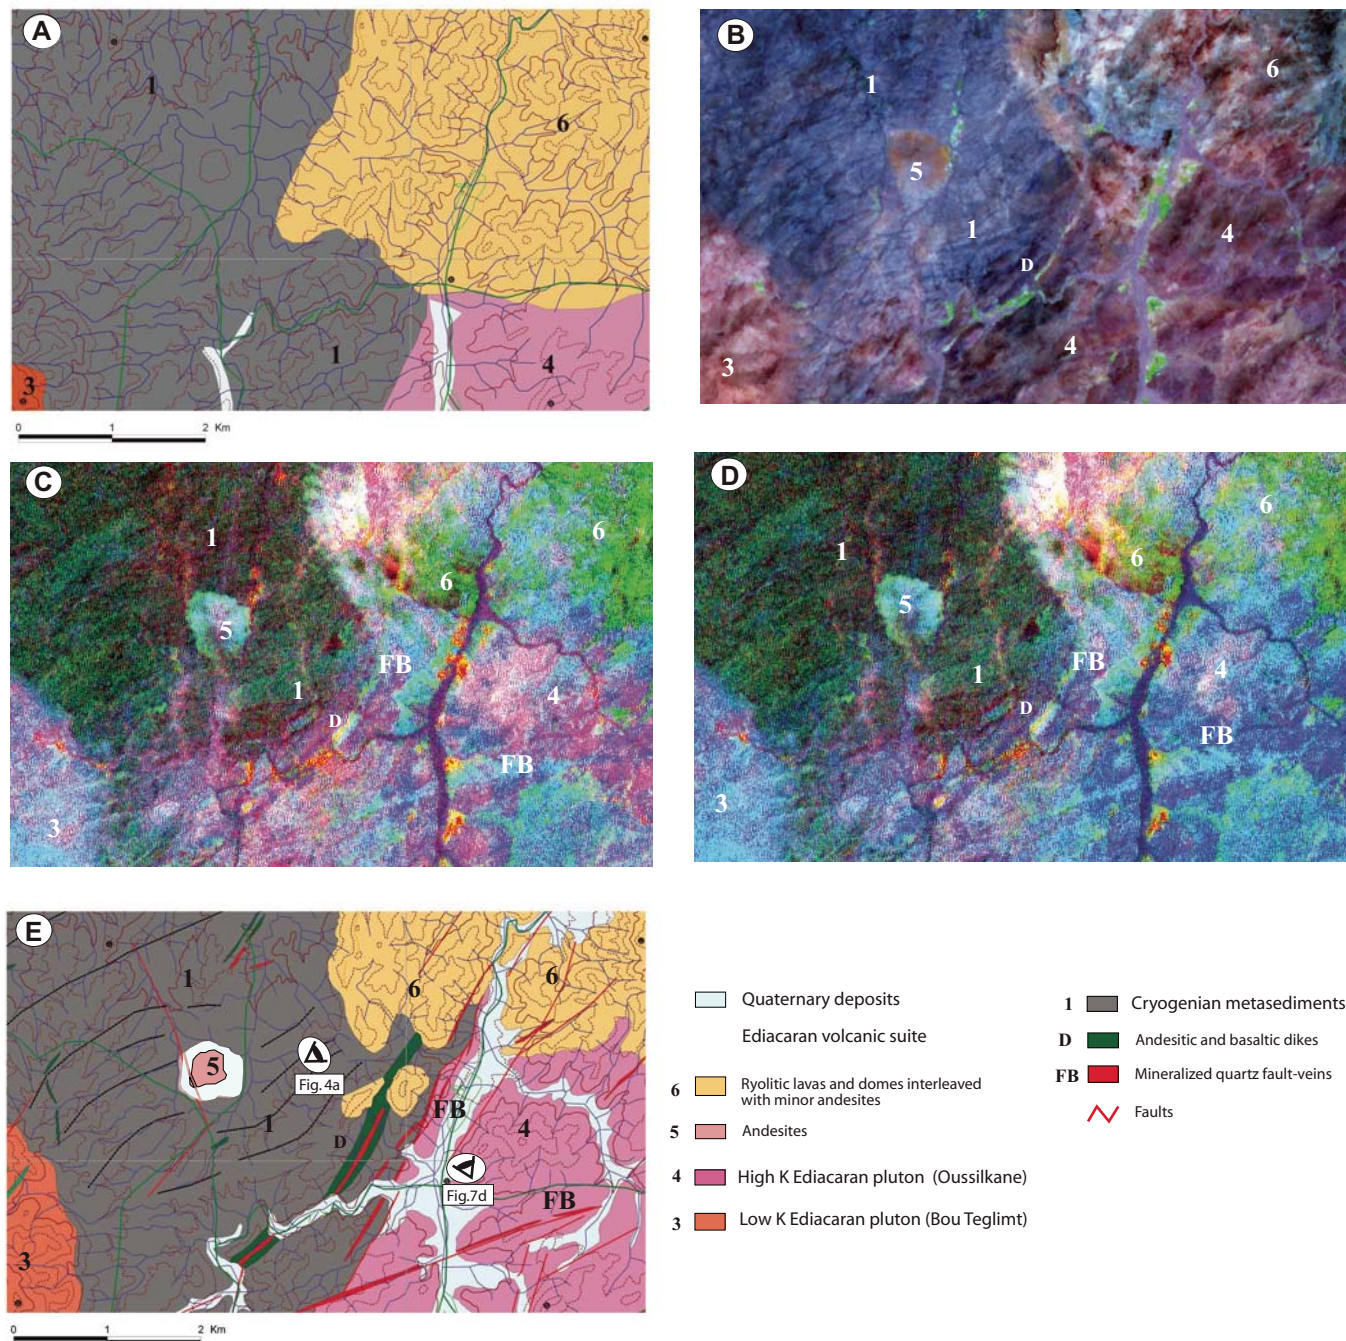 A
1
6
1
4
3
0 1 2 Km
B
1
6
5
1
4
D
4
3
C
1
6
6
5
FB
1
4
D
FB
3
D
1
6
6
5
FB
1
4
D
FB
3
E
1
6
6
5
Fig. 4a
1
FB
4
D
Fig.7d
FB
3
0 1 2 Km
Quaternary deposits
Ediacaran volcanic suite
6 Ryolitic lavas and domes interleaved
with minor andesites
5 Andesites
4 High K Ediacaran pluton (Oussilkane)
3 Low K Ediacaran pluton (Bou Teglimt)
1 Cryogenian metasediments
D Andesitic and basaltic dikes
FB Mineralized quartz fault-veins
Faults